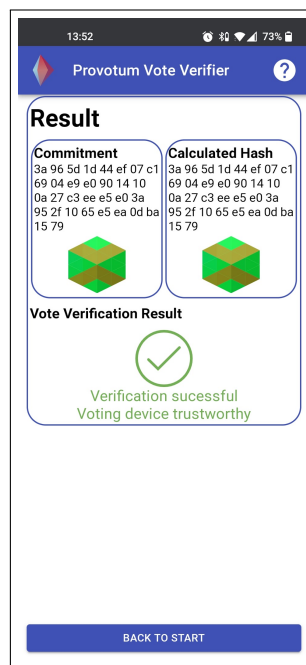 13:52
73%
Provotum Vote Verifier
?
Result
Commitment
3a 96 5d 1d 44 ef 07 c1
69 04 e9 e0 90 14 10
0a 27 c3 ee e5 e0 3a
95 2f 10 65 e5 ea 0d ba
15 79
Calculated Hash
3a 96 5d 1d 44 ef 07 c1
69 04 e9 e0 90 14 10
0a 27 c3 ee e5 e0 3a
95 2f 10 65 e5 ea 0d ba
15 79
Vote Verification Result
Verification sucessful
Voting device trustworthy
BACK TO START